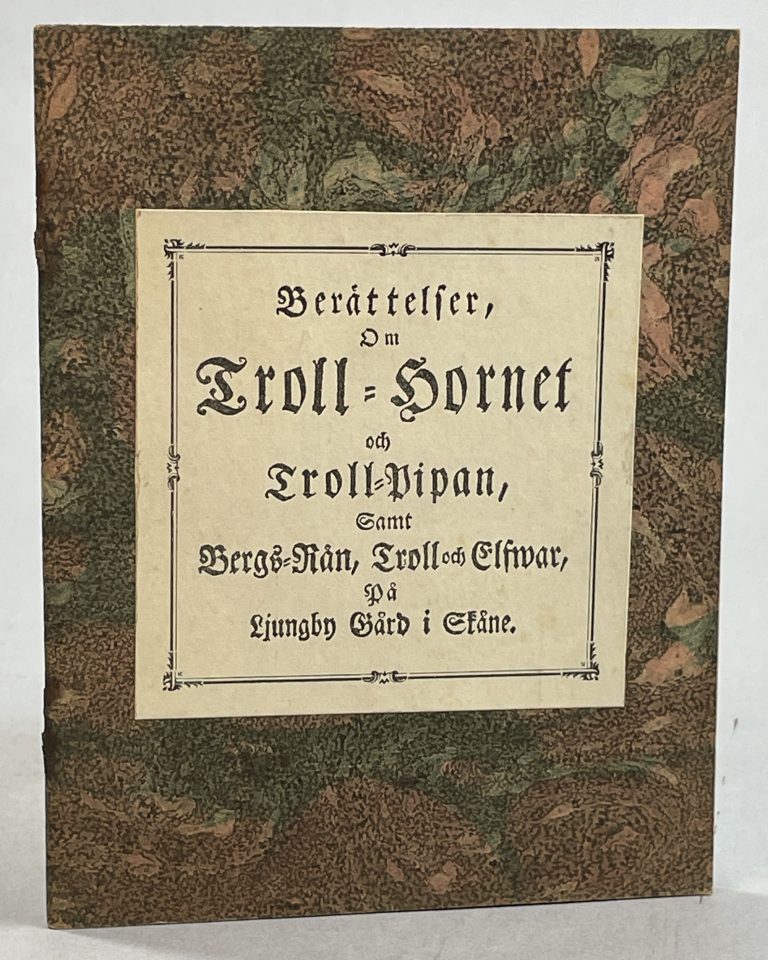 Berättelser,
Om
Troll-Hornet
och
Troll-Pipan,
Samt
Bergs-Rån, Troll och Elfwar,
På
Ljungby Gård i Skåne.